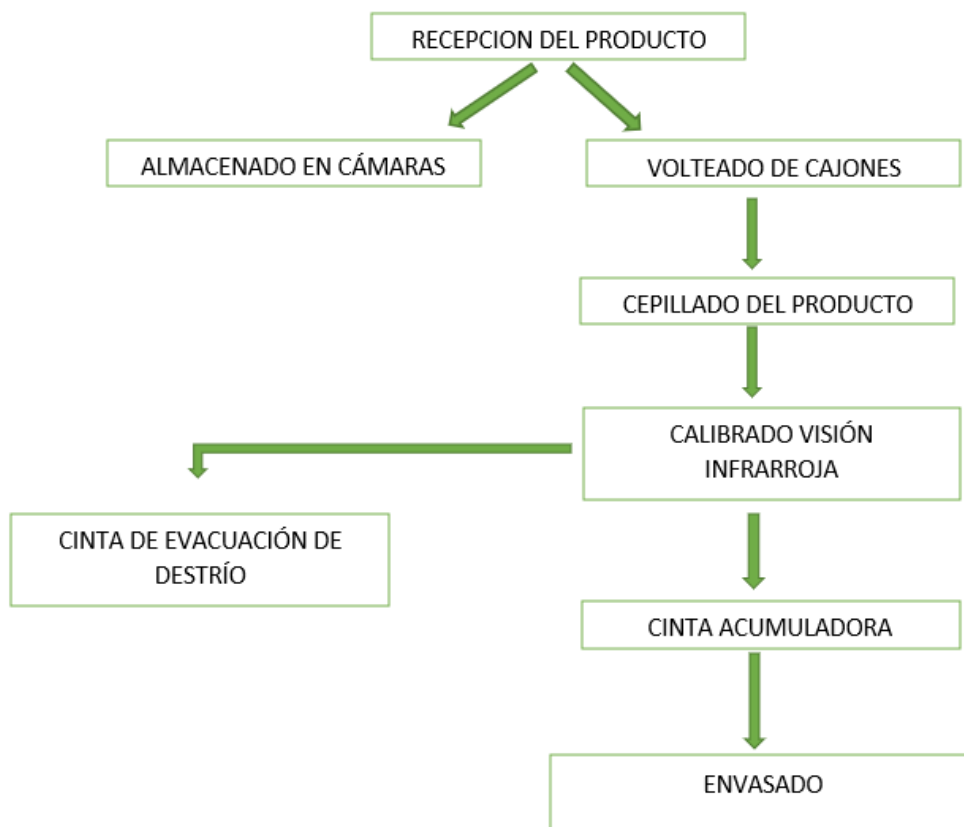 RECEPCION DEL PRODUCTO
ALMACENADO EN CÁMARAS
VOLTEADO DE CAJONES
CEPILLADO DEL PRODUCTO
CALIBRADO VISIÓN
INFRARROJA
CINTA DE EVACUACIÓN DE
DESTRÍO
CINTA ACUMULADORA
ENVASADO